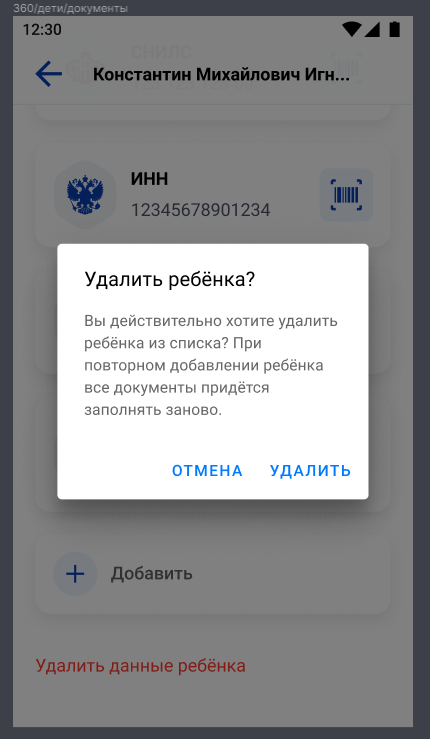 360/дети/документы
12:30
СНИЛС
Константин Михайлович Игн...
ИНН
12345678901234
Удалить ребёнка?
Вы действительно хотите удалить
ребёнка из списка? При
повторном добавлении ребёнка
все документы придётся
заполнять заново.
ОТМЕНА УДАЛИТЬ
Добавить
Удалить данные ребёнка